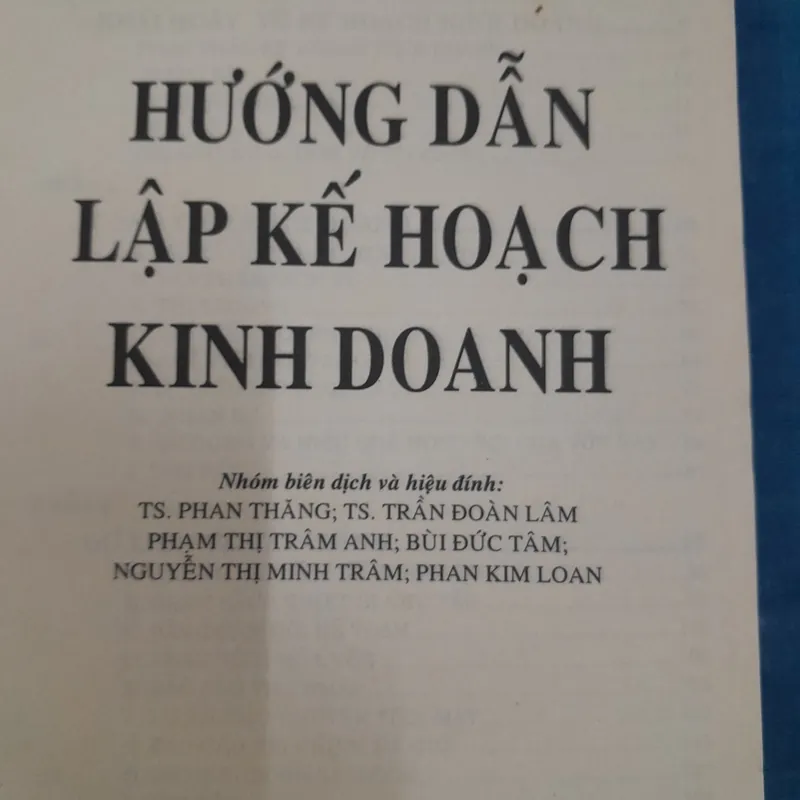 HƯỚNG DẪN
LẬP KẾ HOẠCH
KINH DOANH
Nhóm biên dịch và hiệu đính:
TS. PHAN THĂNG; TS. TRẦN ĐOÀN LÂM
PHẠM THỊ TRÂM ANH; BÙI ĐỨC TÂM;
NGUYỄN THỊ MINH TRÂM; PHAN KIM LOAN